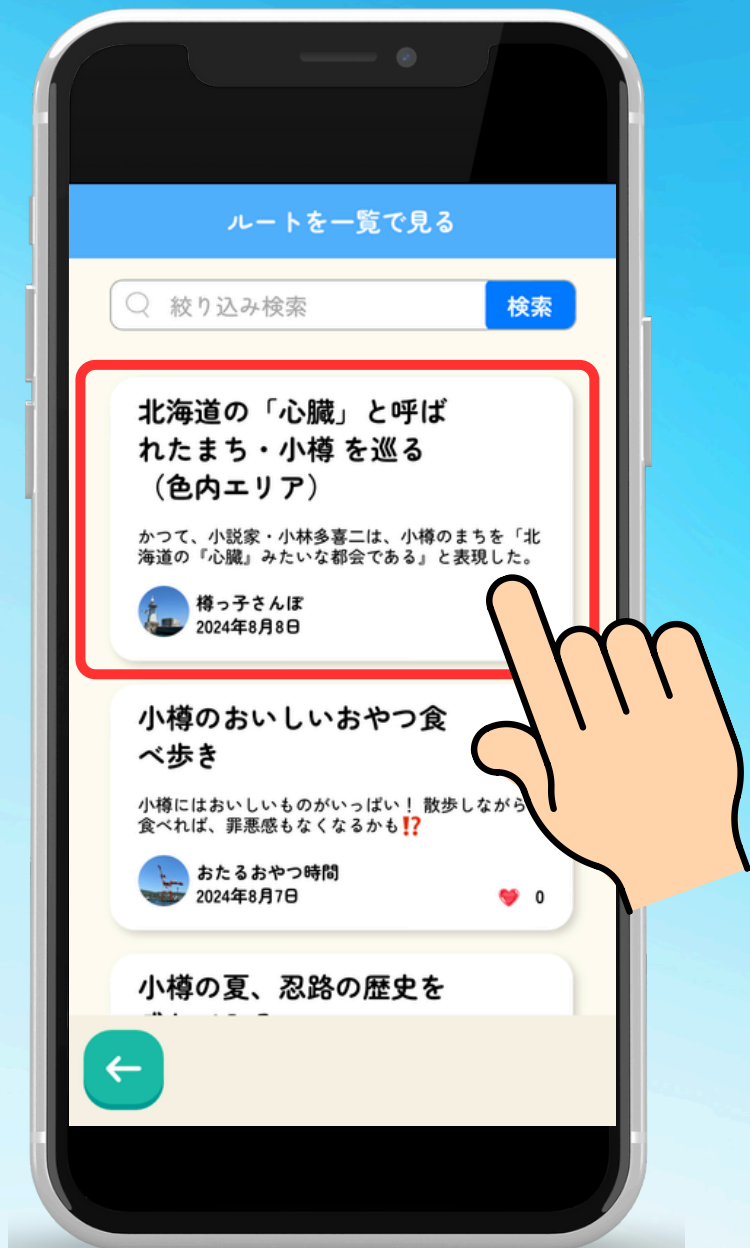 ルートを一覧で見る
絞り込み検索
検索
北海道の「心臓」と呼ば
れたまち・小樽 を巡る
（色内エリア）
かつて、小説家・小林多喜二は、小樽のまちを「北
海道の『心臓』みたいな都会である』と表現した。
樽っ子さんぽ
2024年8月8日
小樽のおいしいおやつ食
べ歩き
小樽にはおいしいものがいっぱい！ 散歩しながら
食べれば、罪悪感もなくなるかも⁉️
おたるおやつ時間
2024年8月7日
0
小樽の夏、忍路の歴史を